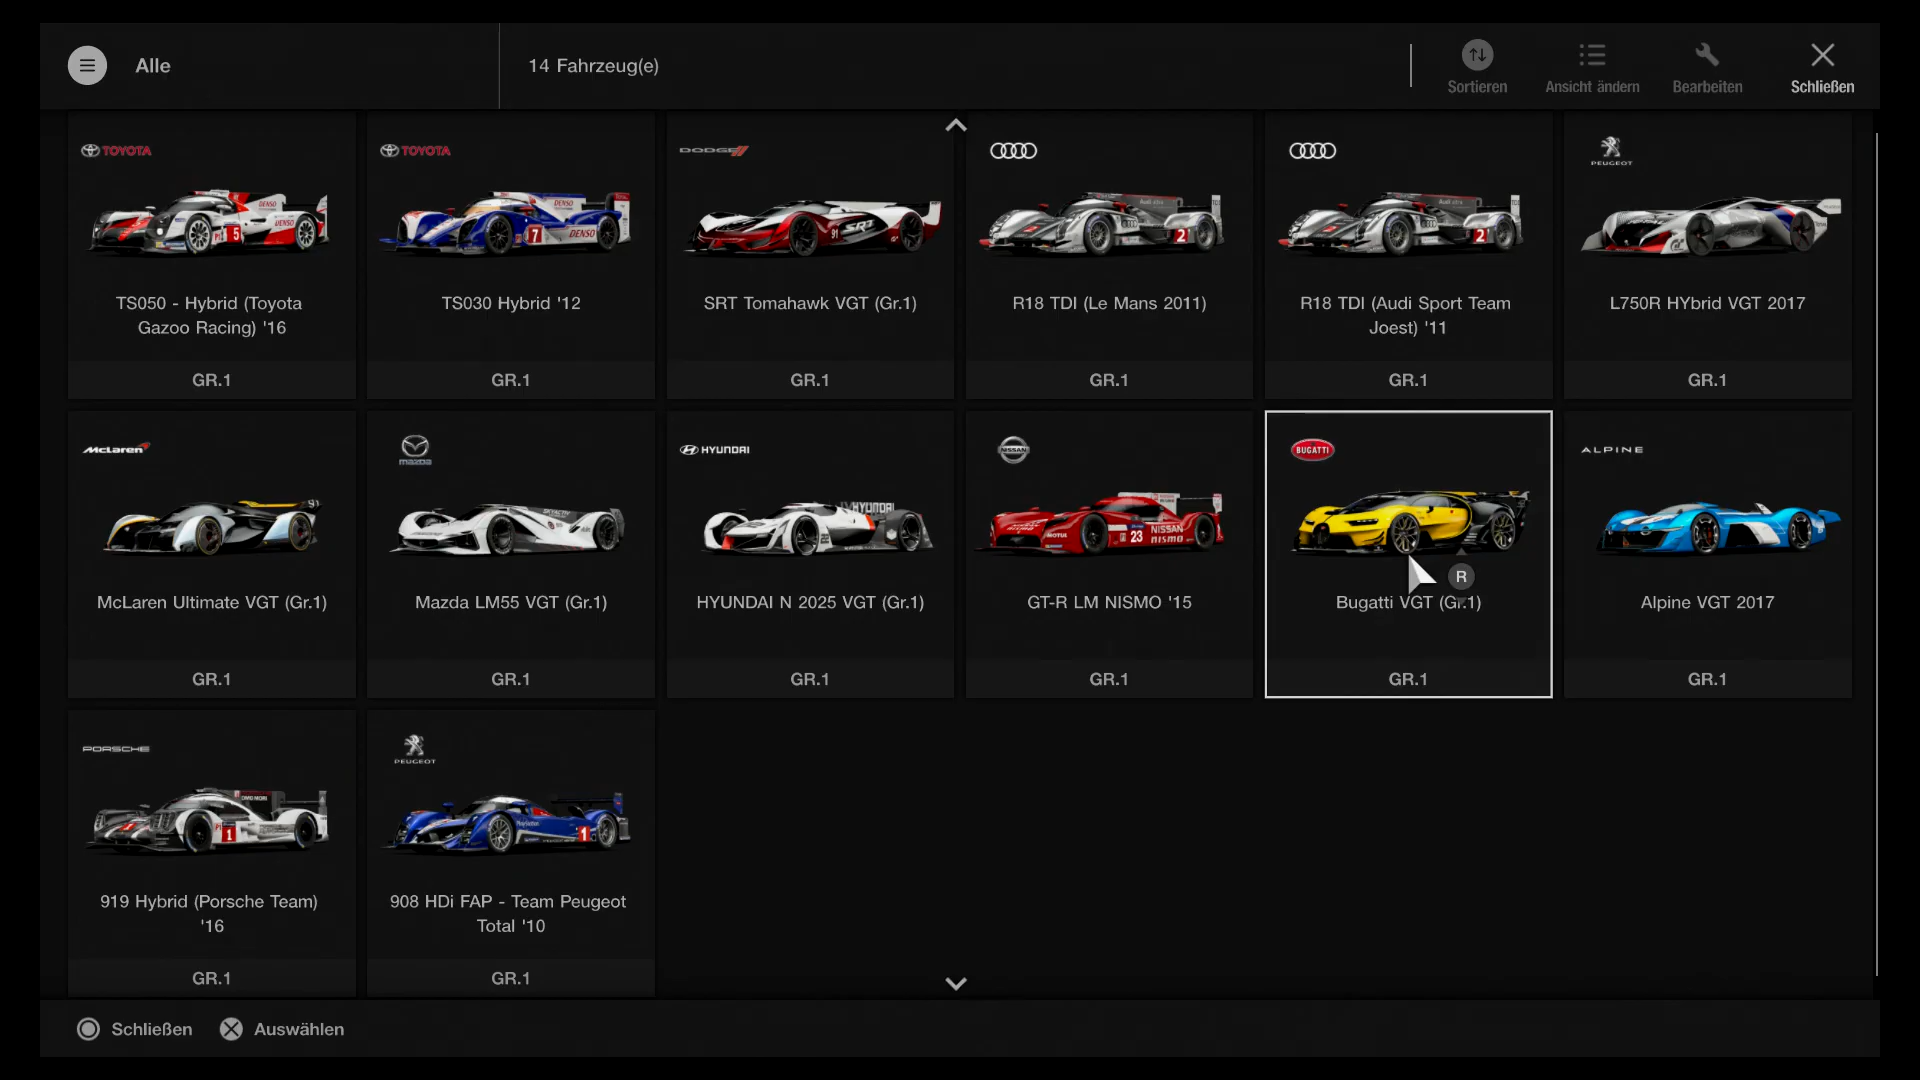 Alle
14 Fahrzeug(e)
Sortieren
Ansicht ändern
Bearbeiten
Schließen
TOYOTA
TOYOTA
DODGE
PEUGEOT
TS050 - Hybrid (Toyota
Gazoo Racing) '16
TS030 Hybrid '12
SRT Tomahawk VGT (Gr.1)
R18 TDI (Le Mans 2011)
R18 TDI (Audi Sport Team
Joest) '11
L750R HYbrid VGT 2017
GR.1
GR.1
GR.1
GR.1
GR.1
GR.1
McLaren
mazda
HYUNDAI
NISSAN
BUGATTI
ALPINE
R
McLaren Ultimate VGT (Gr.1)
Mazda LM55 VGT (Gr.1)
HYUNDAI N 2025 VGT (Gr.1)
GT-R LM NISMO '15
Bugatti VGT (Gr.1)
Alpine VGT 2017
GR.1
GR.1
GR.1
GR.1
GR.1
GR.1
PORSCHE
PEUGEOT
919 Hybrid (Porsche Team)
'16
908 HDi FAP - Team Peugeot
Total '10
GR.1
GR.1
Schließen
Auswählen